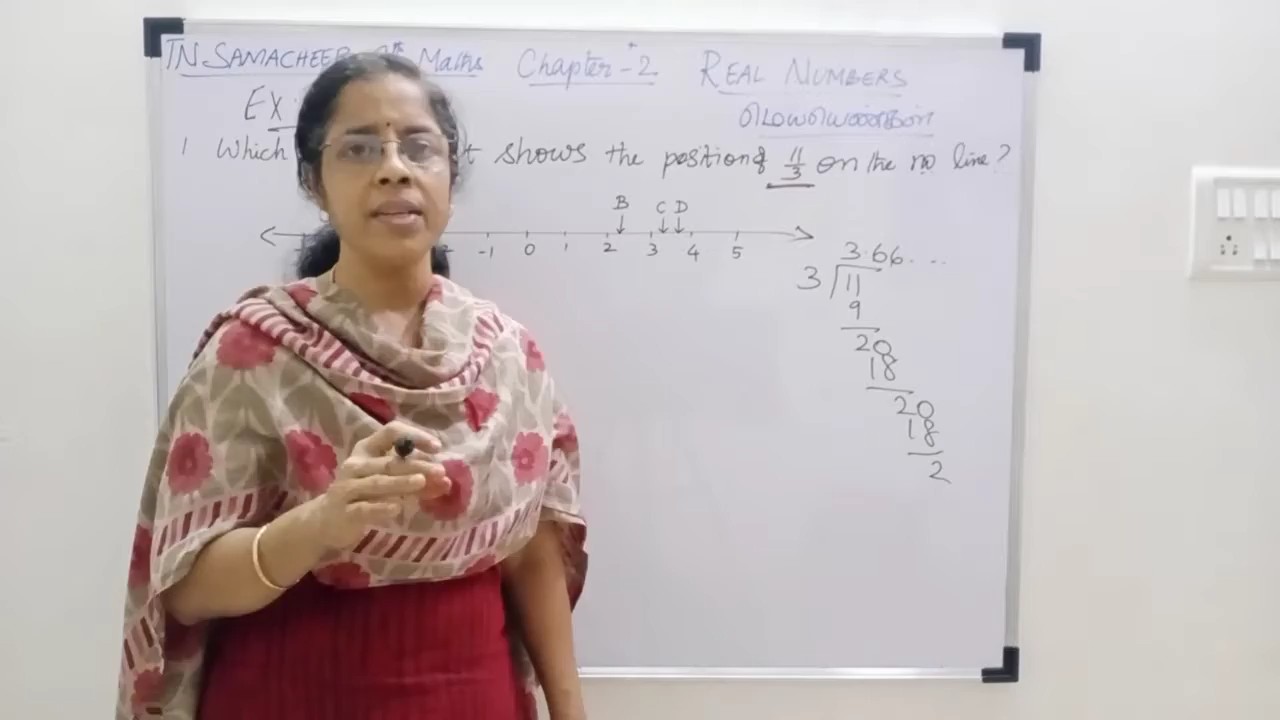 TN SAMACHEER Maths Chapter-2 REAL NUMBERS
Ex
1 Which shows the position of 11/3 on the no line?
B C D
-1 0 1 2 3 4 5
3.66...
3 11
9
20
18
20
18
2